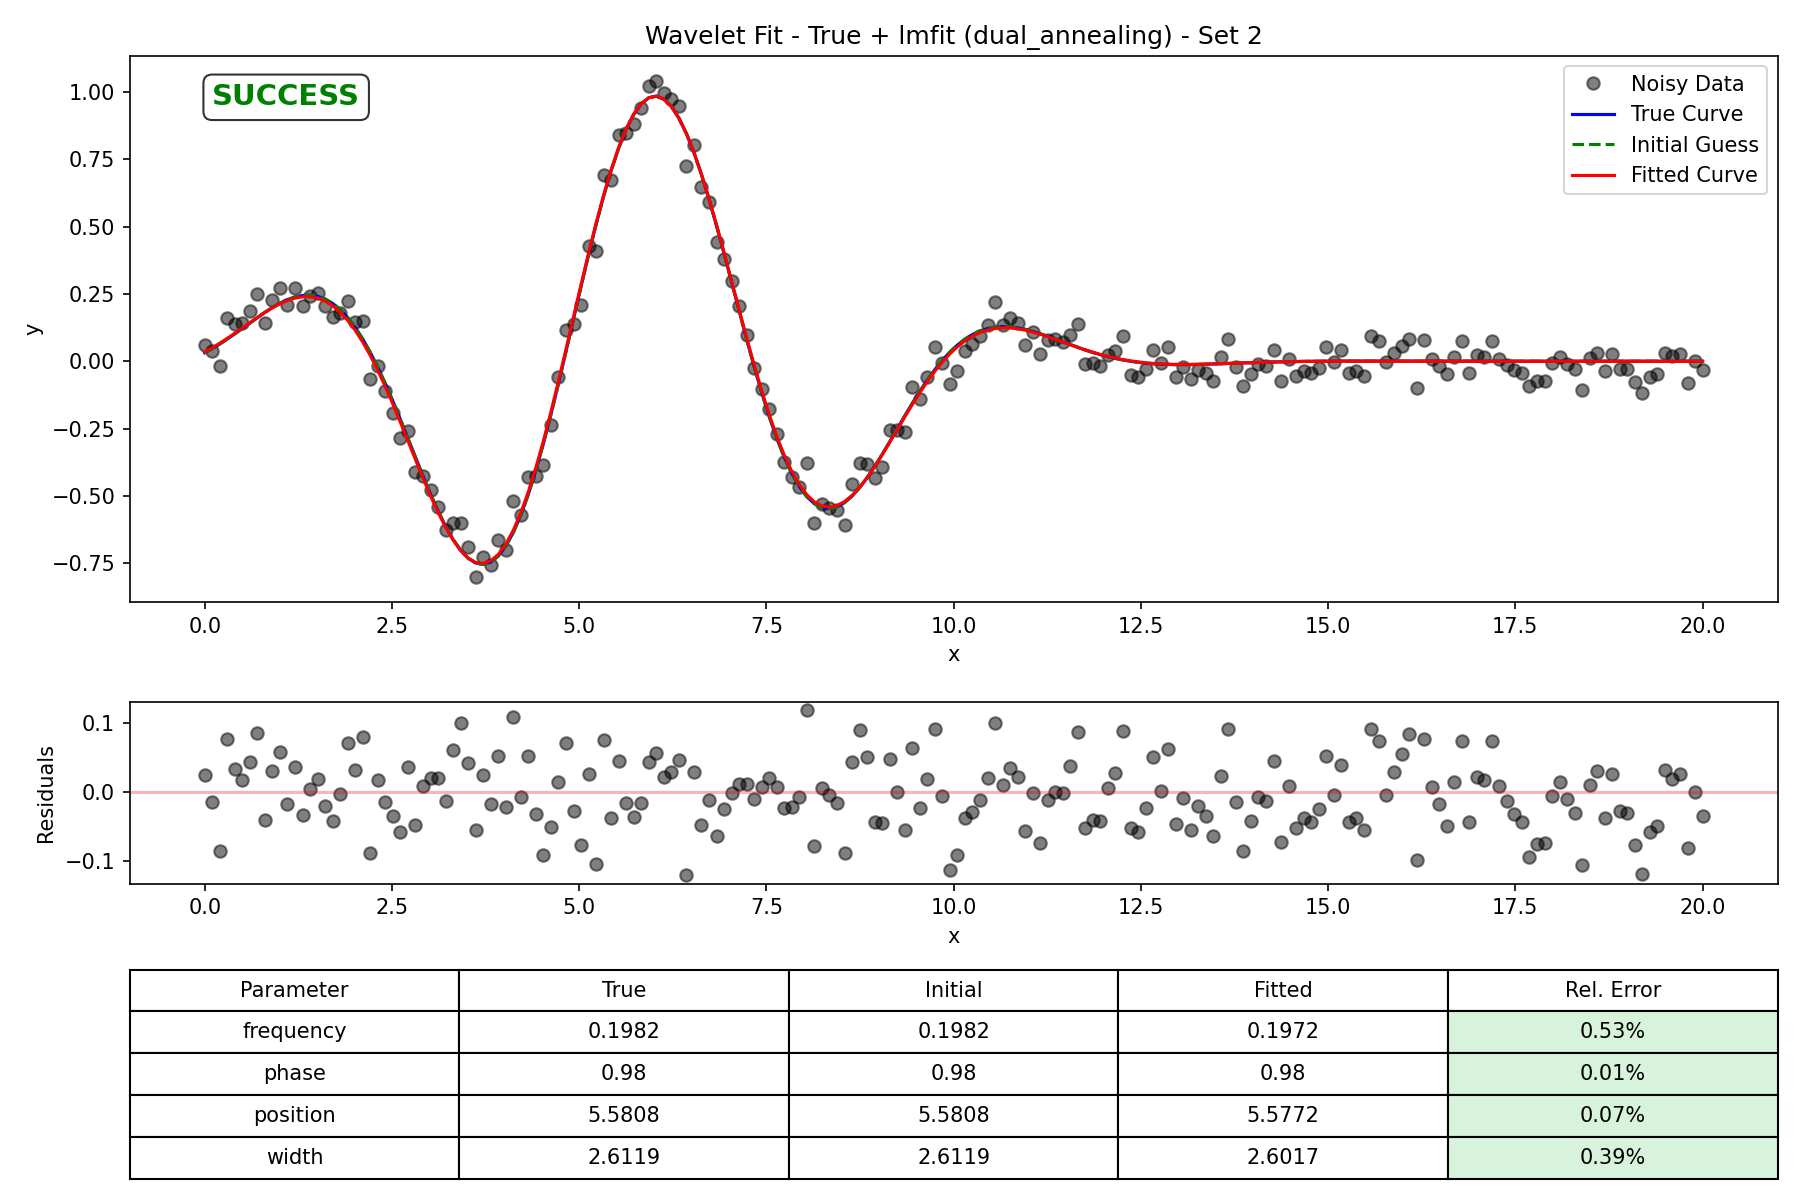 Wavelet Fit - True + lmfit (dual_annealing) - Set 2
SUCCESS
Noisy Data
True Curve
Initial Guess
Fitted Curve
1.00
0.75
0.50
0.25
0.00
−0.25
−0.50
−0.75
y
0.0 2.5 5.0 7.5 10.0 12.5 15.0 17.5 20.0
x
0.1
0.0
−0.1
Residuals
0.0 2.5 5.0 7.5 10.0 12.5 15.0 17.5 20.0
x
Parameter True Initial Fitted Rel. Error
frequency 0.1982 0.1982 0.1972 0.53%
phase 0.98 0.98 0.98 0.01%
position 5.5808 5.5808 5.5772 0.07%
width 2.6119 2.6119 2.6017 0.39%